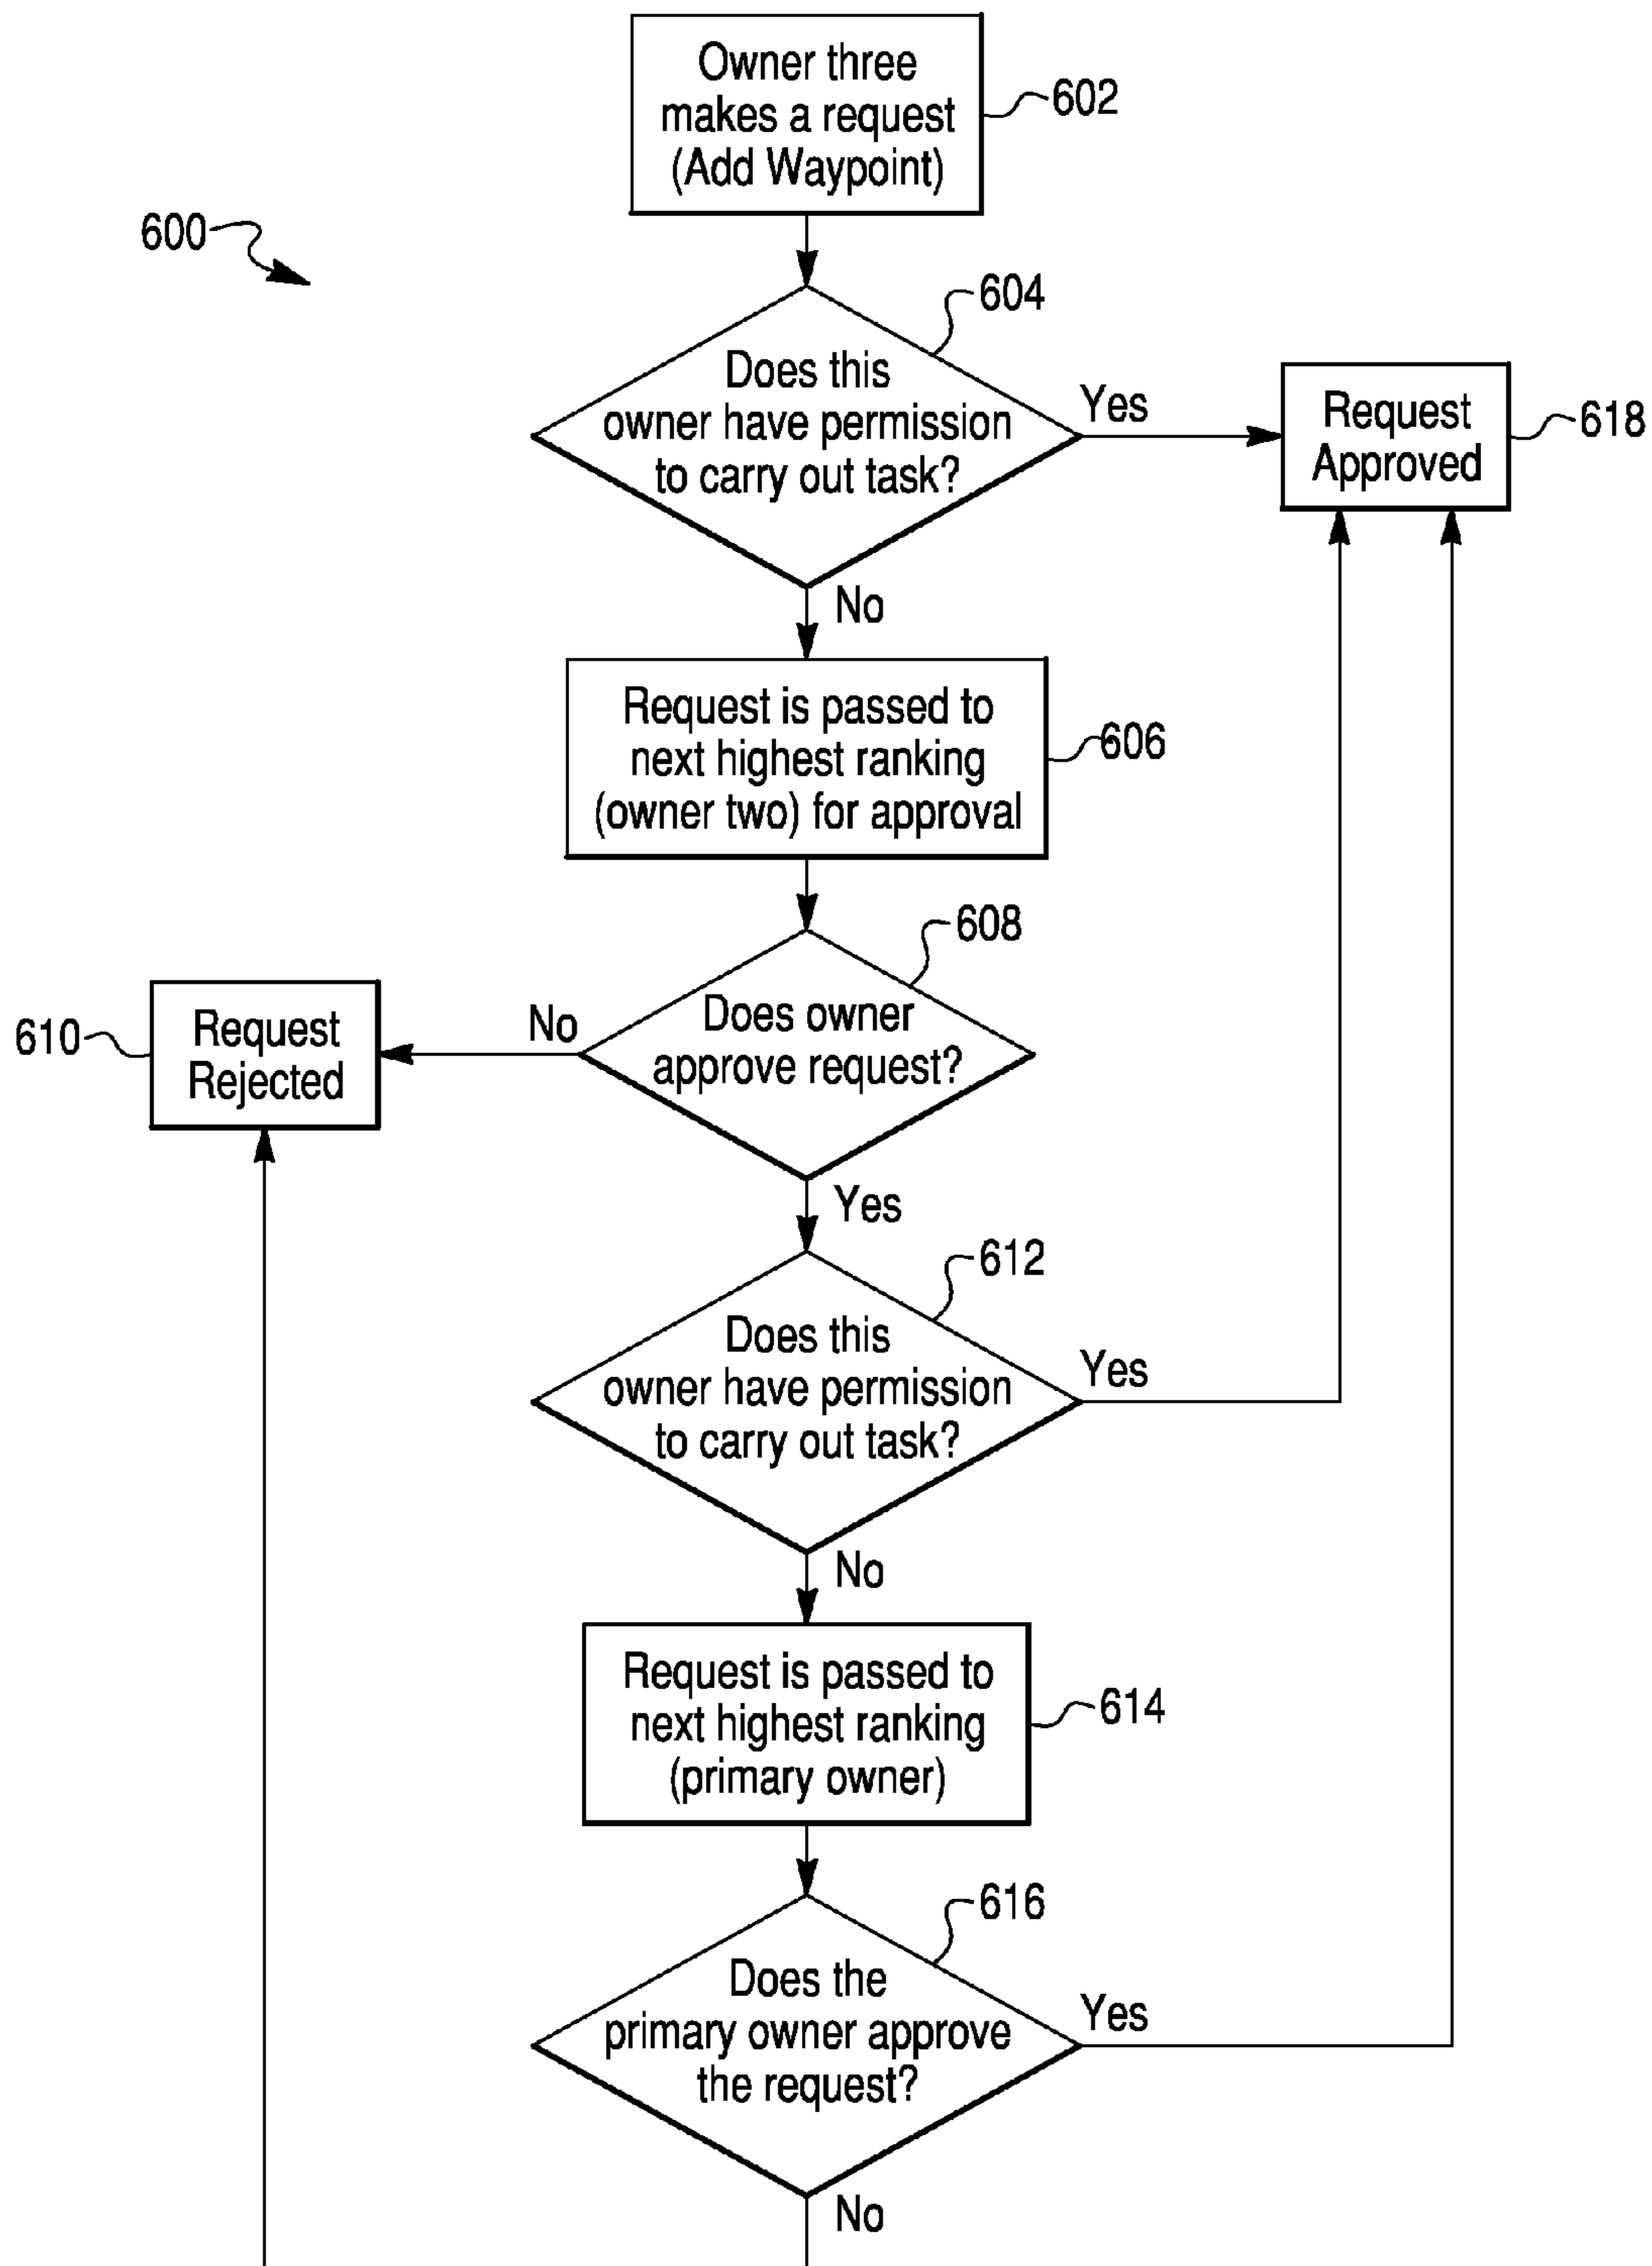 Owner three
makes a request
(Add Waypoint)
602
600
604
Does this
owner have permission
to carry out task?
Yes
Request
Approved
618
No
Request is passed to
next highest ranking
(owner two) for approval
606
608
Does owner
approve request?
No
610
Request
Rejected
Yes
612
Does this
owner have permission
to carry out task?
Yes
No
Request is passed to
next highest ranking
(primary owner)
614
616
Does the
primary owner approve
the request?
Yes
No